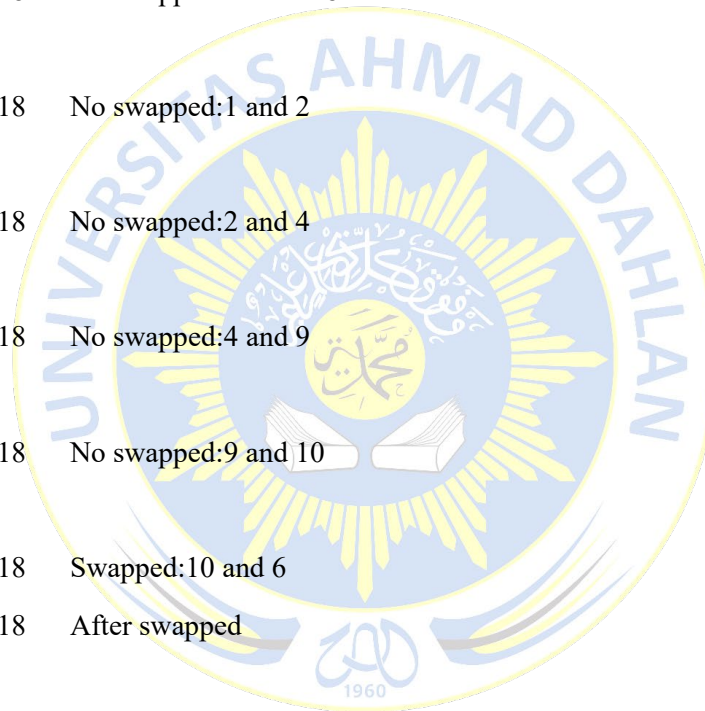 18 No swapped:1 and 2
18 No swapped:2 and 4
18 No swapped:4 and 9
18 No swapped:9 and 10
18 Swapped:10 and 6
18 After swapped
UNIVERSITAS AHMAD DAHLAN
محمدية
1960